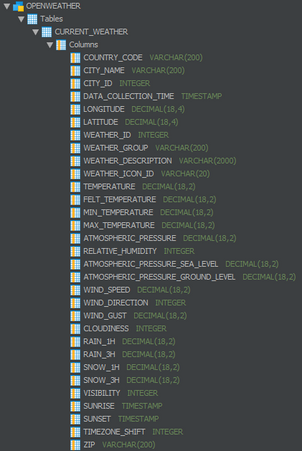 OPENWEATHER
Tables
CURRENT_WEATHER
Columns
COUNTRY_CODE VARCHAR(200)
CITY_NAME VARCHAR(200)
CITY_ID INTEGER
DATA_COLLECTION_TIME TIMESTAMP
LONGITUDE DECIMAL(18,4)
LATITUDE DECIMAL(18,4)
WEATHER_ID INTEGER
WEATHER_GROUP VARCHAR(200)
WEATHER_DESCRIPTION VARCHAR(2000)
WEATHER_ICON_ID VARCHAR(20)
TEMPERATURE DECIMAL(18,2)
FELT_TEMPERATURE DECIMAL(18,2)
MIN_TEMPERATURE DECIMAL(18,2)
MAX_TEMPERATURE DECIMAL(18,2)
ATMOSPHERIC_PRESSURE DECIMAL(18,2)
RELATIVE_HUMIDITY INTEGER
ATMOSPHERIC_PRESSURE_SEA_LEVEL DECIMAL(18,2)
ATMOSPHERIC_PRESSURE_GROUND_LEVEL DECIMAL(18,2)
WIND_SPEED DECIMAL(18,2)
WIND_DIRECTION INTEGER
WIND_GUST DECIMAL(18,2)
CLOUDINESS INTEGER
RAIN_1H DECIMAL(18,2)
RAIN_3H DECIMAL(18,2)
SNOW_1H DECIMAL(18,2)
SNOW_3H DECIMAL(18,2)
VISIBILITY INTEGER
SUNRISE TIMESTAMP
SUNSET TIMESTAMP
TIMEZONE_SHIFT INTEGER
ZIP VARCHAR(200)